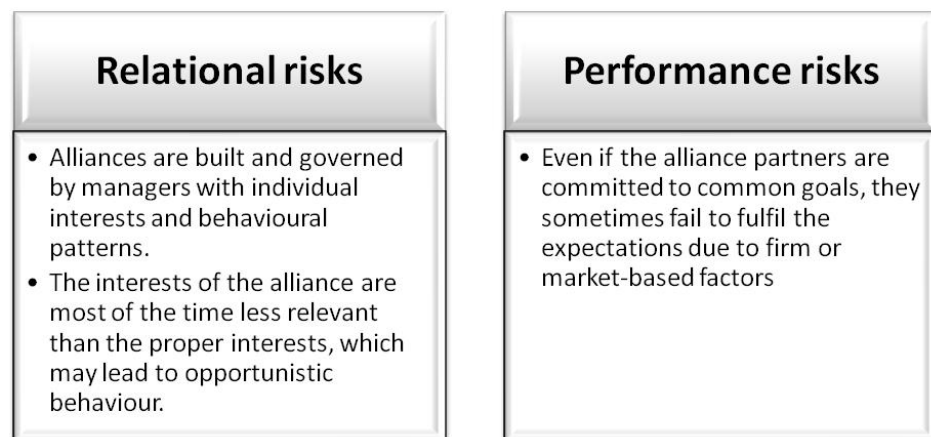 Relational risks
• Alliances are built and governed
by managers with individual
interests and behavioural
patterns.
• The interests of the alliance are
most of the time less relevant
than the proper interests, which
may lead to opportunistic
behaviour.
Performance risks
• Even if the alliance partners are
committed to common goals, they
sometimes fail to fulfil the
expectations due to firm or
market-based factors